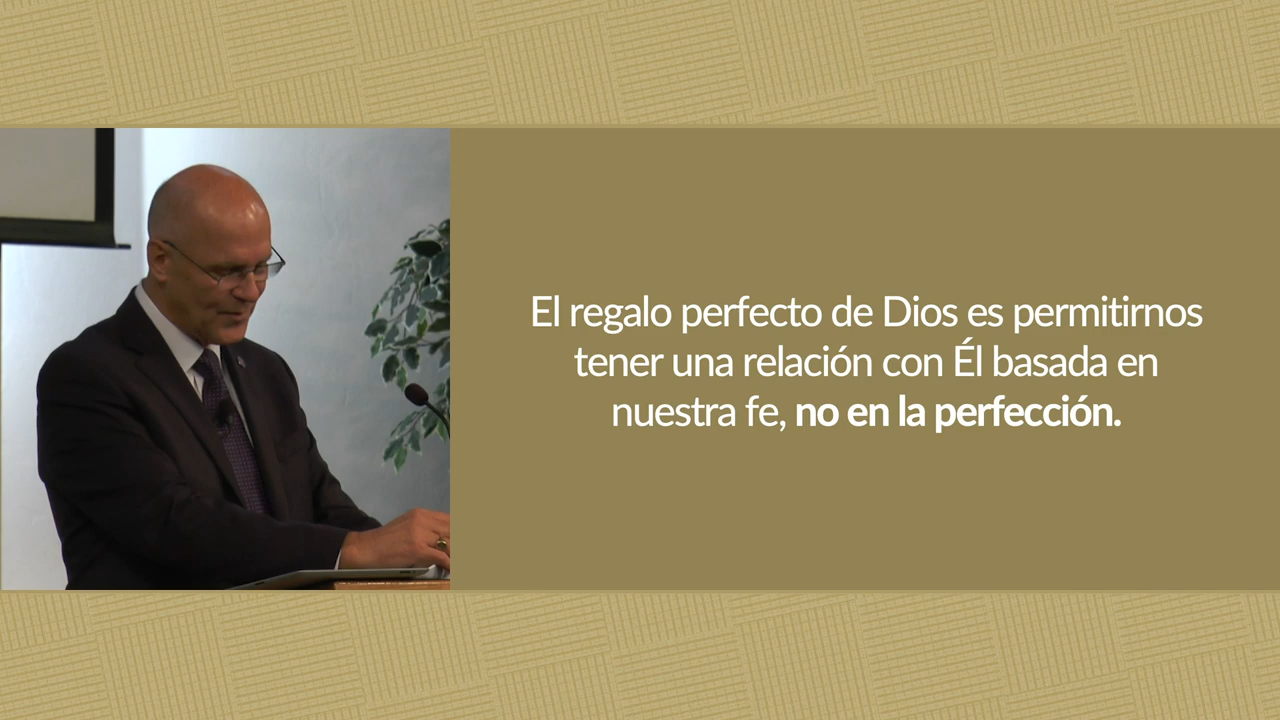 El regalo perfecto de Dios es permitirnos
tener una relación con Él basada en
nuestra fe, no en la perfección.